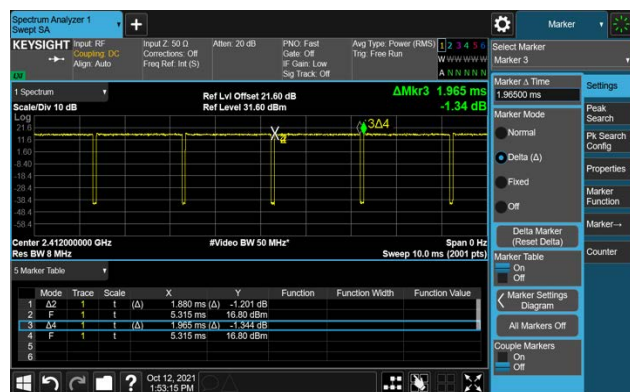 Spectrum Analyzer 1
Swept SA
Marker
KEYSIGHT
Input: RF
Coupling: DC
Align: Auto
Input Z: 50 Ω
Corrections: Off
Freq Ref: Int (S)
Atten: 20 dB
PNO: Fast
Gate: Off
IF Gain: Low
Sig Track: Off
Avg Type: Power (RMS)
Trig: Free Run
1 2 3 4 5 6
W W W W W W
A N N N N N
Select Marker
Marker 3
1 Spectrum
Scale/Div 10 dB
Ref Lvl Offset 21.60 dB
Ref Level 31.60 dBm
ΔMkr3 1.965 ms
-1.34 dB
Log
21.6
11.6
1.60
-8.40
-18.4
-28.4
-38.4
-48.4
-58.4
3Δ4
Center 2.412000000 GHz
Res BW 8 MHz
#Video BW 50 MHz*
Span 0 Hz
Sweep 10.0 ms (2001 pts)
5 Marker Table
Mode Trace Scale X Y Function Function Width Function Value
1 Δ2 1 t (Δ) 1.880 ms (Δ) -1.201 dB
2 F 1 t 5.315 ms 16.80 dBm
3 Δ4 1 t (Δ) 1.965 ms (Δ) -1.344 dB
4 F 1 t 5.315 ms 16.80 dBm
5
6
Marker Δ Time
1.96500 ms
Marker Mode
Normal
Delta (Δ)
Fixed
Off
Delta Marker
(Reset Delta)
Marker Table
On
Off
Marker Settings
Diagram
All Markers Off
Couple Markers
On
Off
Settings
Peak
Search
Pk Search
Config
Properties
Marker
Function
Marker→
Counter
?
Oct 12, 2021
1:53:15 PM